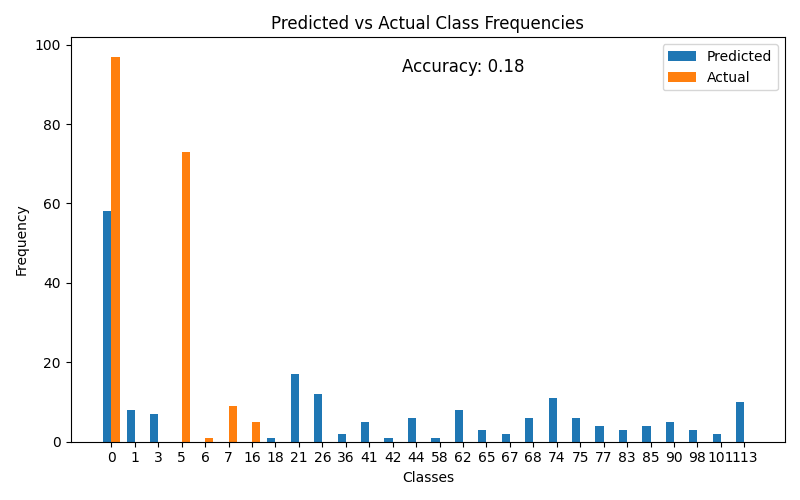 Predicted vs Actual Class Frequencies
Accuracy: 0.18
Predicted
Actual
100
80
60
40
20
0
Frequency
0 1 3 5 6 7 16 18 21 26 36 41 42 44 58 62 65 67 68 74 75 77 83 85 90 98 101 113
Classes